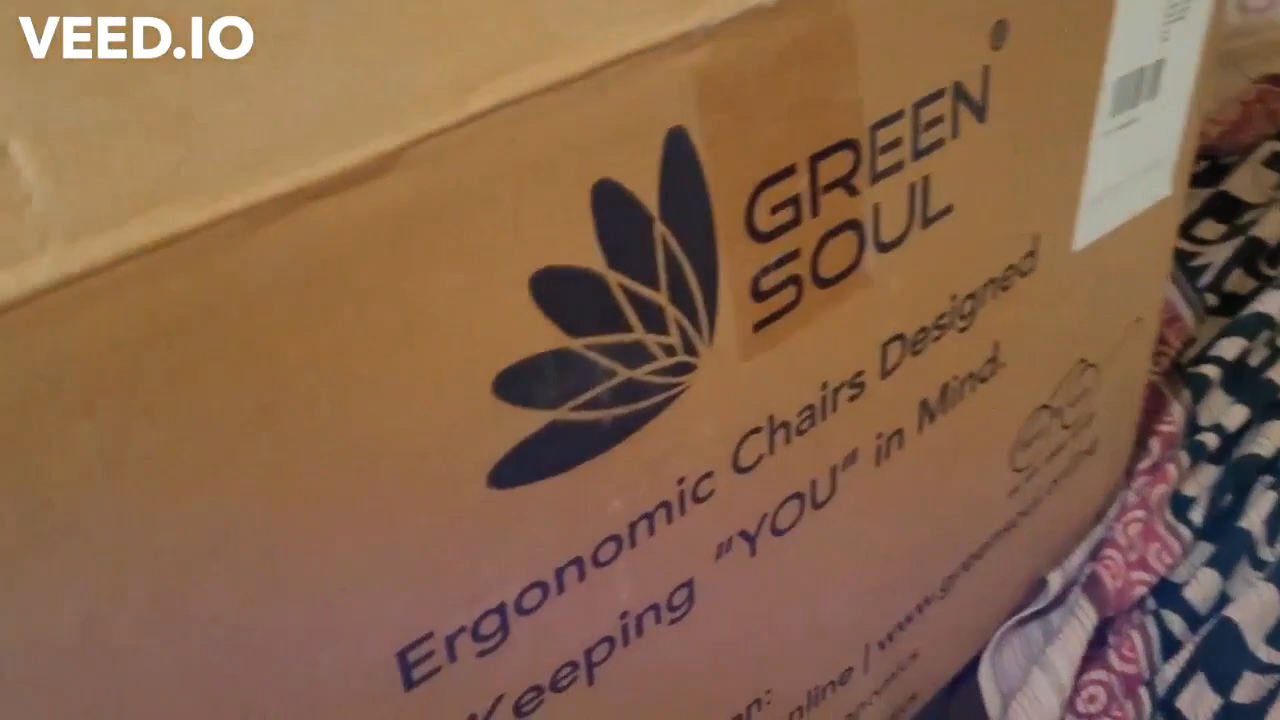 VEED.IO
GREEN
SOUL
Ergonomic Chairs Designed
Keeping "YOU" in Mind.